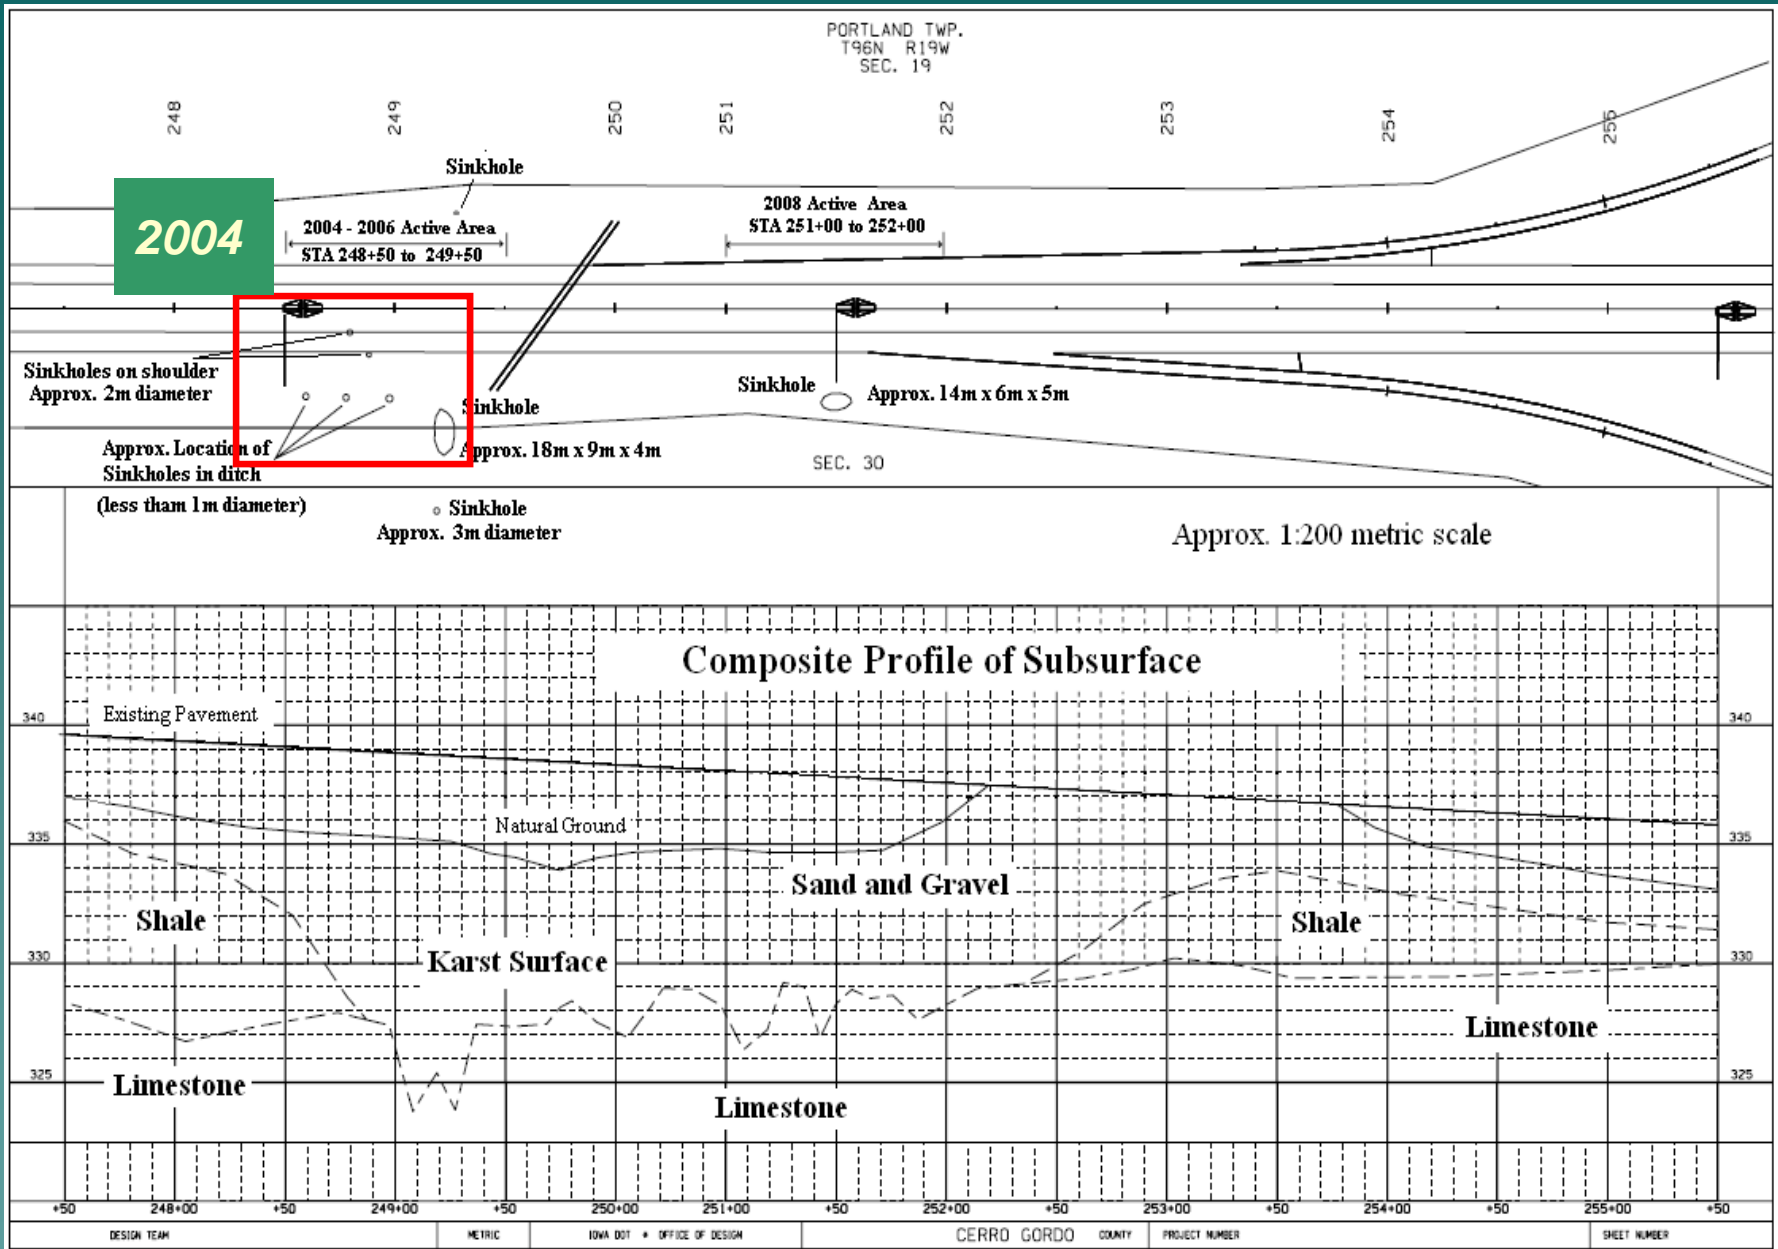 PORTLAND TWP.
T96N R19W
SEC. 19
248
249
250
251
252
253
254
255
Sinkhole
2004
2004 - 2006 Active Area
STA 248+50 to 249+50
2008 Active Area
STA 251+00 to 252+00
Sinkholes on shoulder
Approx. 2m diameter
Sinkhole
Approx. 14m x 6m x 5m
Sinkhole
Approx. 18m x 9m x 4m
Approx. Location of
Sinkholes in ditch
(less tham 1m diameter)
SEC. 30
Sinkhole
Approx. 3m diameter
Approx. 1:200 metric scale
Composite Profile of Subsurface
Existing Pavement
340
340
Natural Ground
335
335
Sand and Gravel
Shale
Shale
Karst Surface
330
330
Limestone
325
325
Limestone
Limestone
+50 248+00 +50 249+00 +50 250+00 251+00 +50 252+00 +50 253+00 +50 254+00 +50 255+00 +50
DESIGN TEAM METRIC IOWA DOT * OFFICE OF DESIGN CERRO GORDO COUNTY PROJECT NUMBER SHEET NUMBER